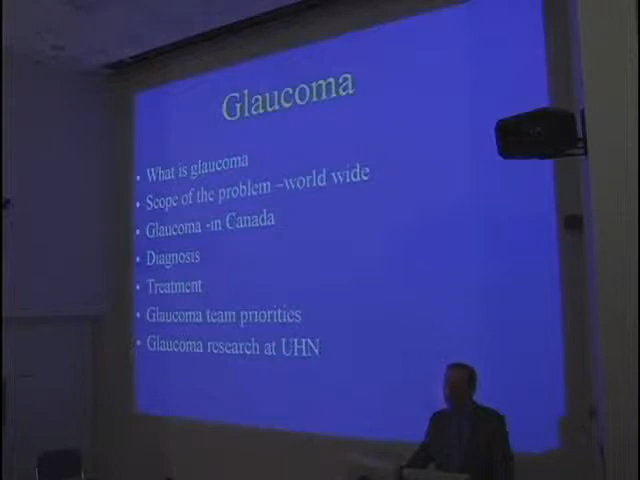 Glaucoma
• What is glaucoma
• Scope of the problem –world wide
• Glaucoma -in Canada
• Diagnosis
• Treatment
• Glaucoma team priorities
• Glaucoma research at UHN